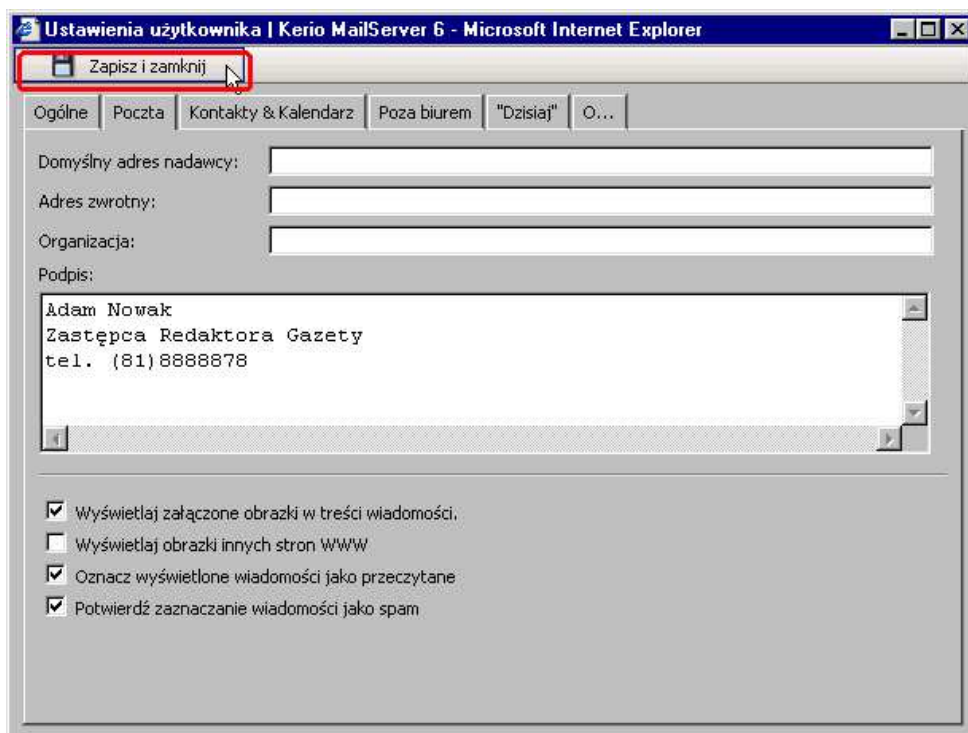 Ustawienia użytkownika | Kerio MailServer 6 - Microsoft Internet Explorer
Zapisz i zamknij
Ogólne Poczta Kontakty & Kalendarz Poza biurem "Dzisiaj" O...
Domyślny adres nadawcy:
Adres zwrotny:
Organizacja:
Podpis:
Adam Nowak
Zastępca Redaktora Gazety
tel. (81)8888878
Wyświetlaj załączone obrazki w treści wiadomości.
Wyświetlaj obrazki innych stron WWW
Oznacz wyświetlone wiadomości jako przeczytane
Potwierdź zaznaczanie wiadomości jako spam